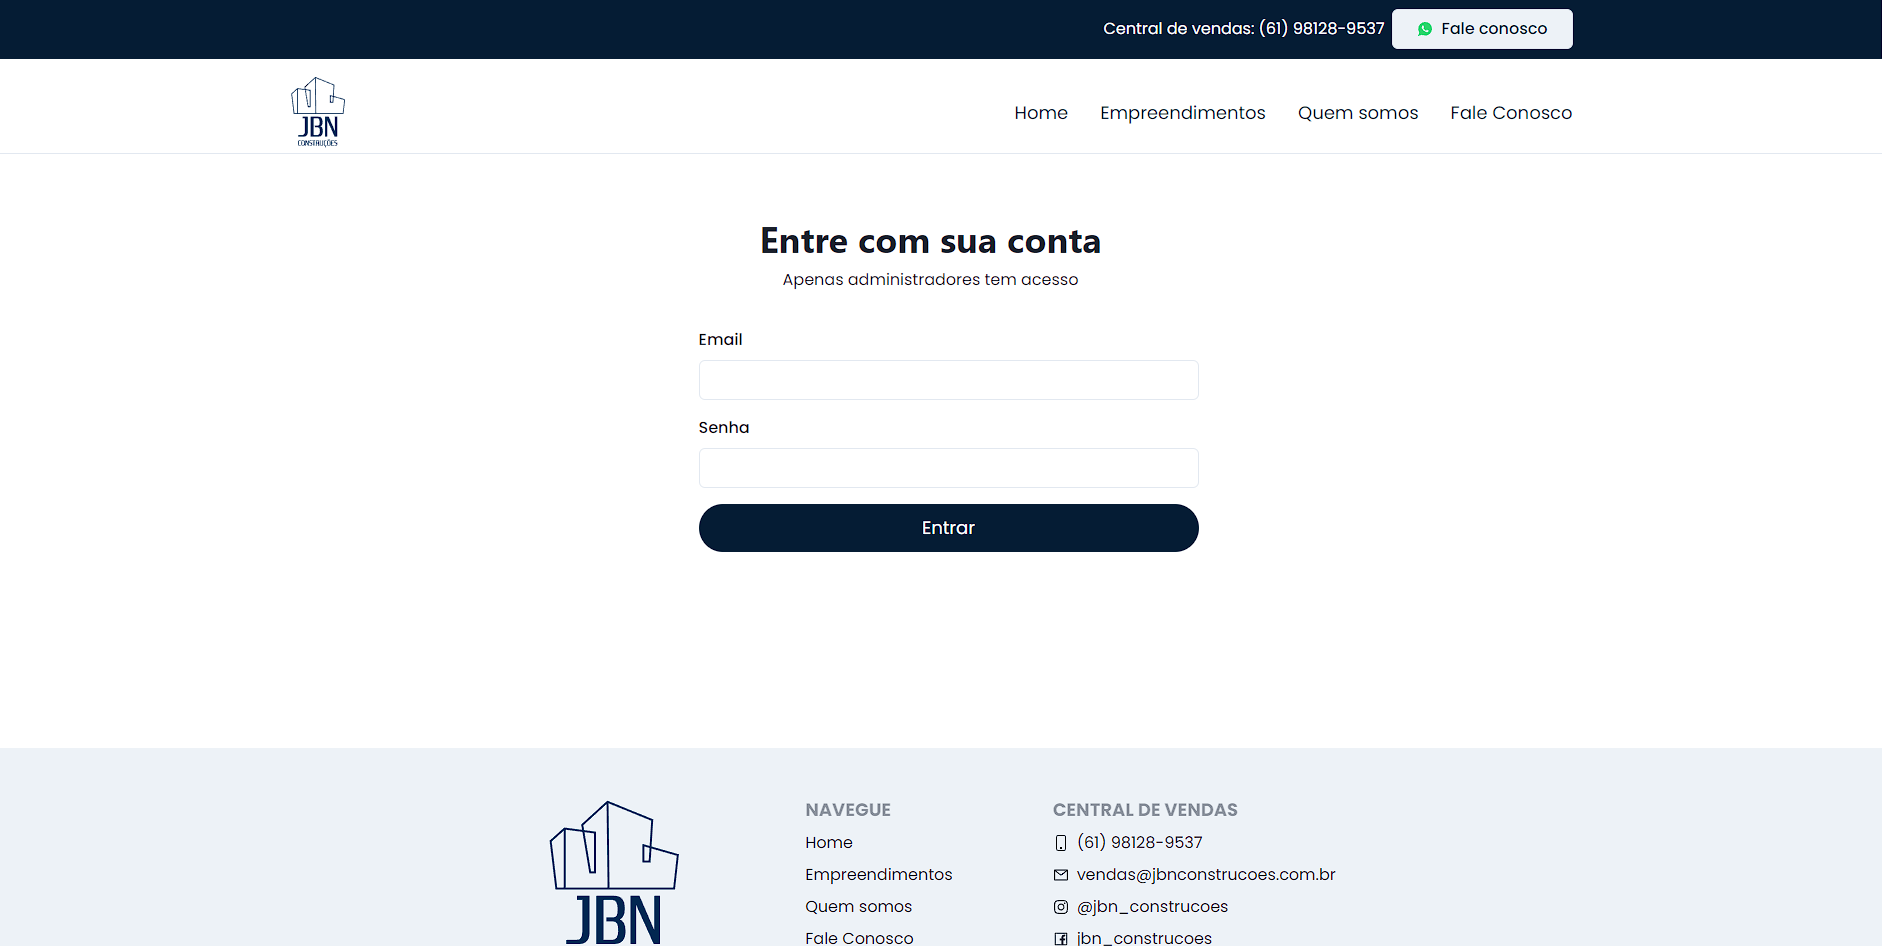 Central de vendas: (61) 98128-9537
Fale conosco
JBN
CONSTRUÇÕES
Home
Empreendimentos
Quem somos
Fale Conosco
Entre com sua conta
Apenas administradores tem acesso
Email
Senha
Entrar
JBN
NAVEGUE
Home
Empreendimentos
Quem somos
Fale Conosco
CENTRAL DE VENDAS
(61) 98128-9537
vendas@jbnconstrucoes.com.br
@jbn_construcoes
jbn_construcoes